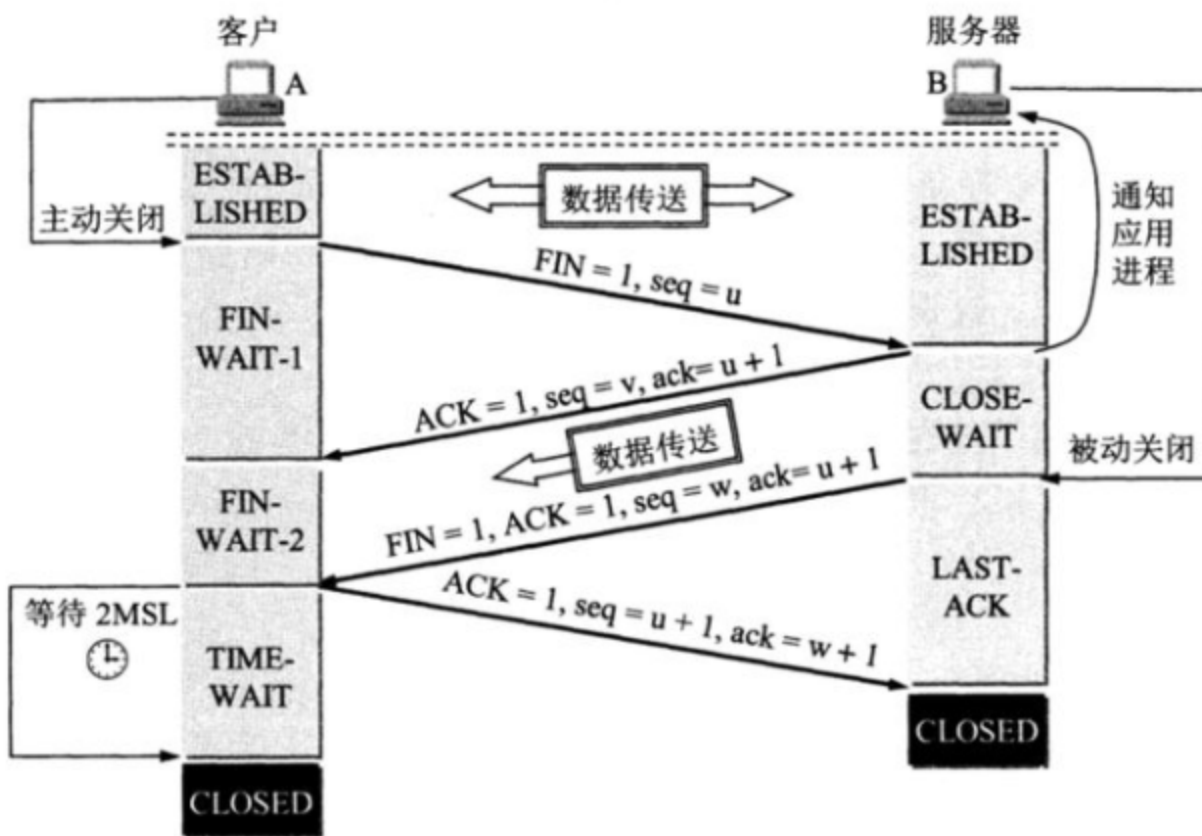 客户
服务器
A
B
ESTAB-
LISHED
数据传送
ESTAB-
LISHED
通知
应用
进程
主动关闭
FIN = 1, seq = u
FIN-
WAIT-1
ACK = 1, seq = v, ack= u + 1
CLOSE-
WAIT
数据传送
被动关闭
FIN-
WAIT-2
FIN = 1, ACK = 1, seq = w, ack= u + 1
LAST-
ACK
ACK = 1, seq = u + 1, ack = w + 1
等待 2MSL
TIME-
WAIT
CLOSED
CLOSED